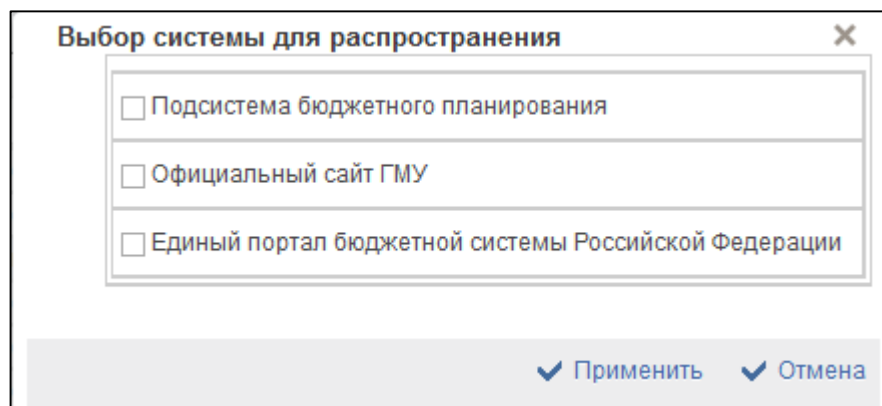 Выбор системы для распространения
Подсистема бюджетного планирования
Официальный сайт ГМУ
Единый портал бюджетной системы Российской Федерации
Применить Отмена